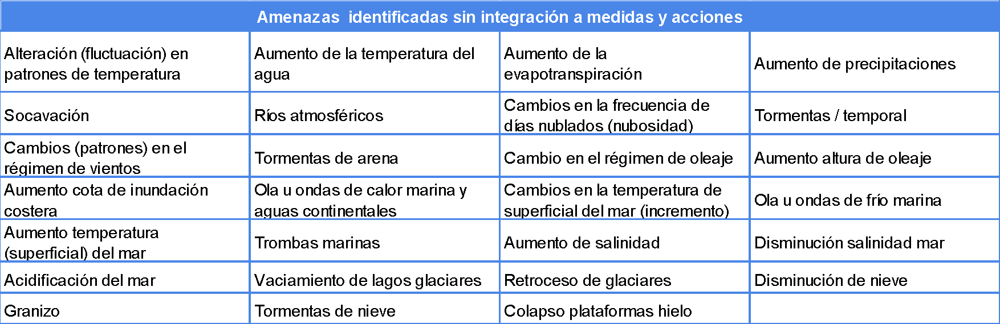 Amenazas  identificadas sin integración a medidas y acciones
Alteración (fluctuación) en
patrones de temperatura
Aumento de la temperatura del
agua
Aumento de la
evapotranspiración
Aumento de precipitaciones
Socavación
Ríos atmosféricos
Cambios en la frecuencia de
días nublados (nubosidad)
Tormentas / temporal
Cambios (patrones) en el
régimen de vientos
Tormentas de arena
Cambio en el régimen de oleaje
Aumento altura de oleaje
Aumento cota de inundación
costera
Ola u ondas de calor marina y
aguas continentales
Cambios en la temperatura de
superficial del mar (incremento)
Ola u ondas de frío marina
Aumento temperatura
(superficial) del mar
Trombas marinas
Aumento de salinidad
Disminución salinidad mar
Acidificación del mar
Vaciamiento de lagos glaciares
Retroceso de glaciares
Disminución de nieve
Granizo
Tormentas de nieve
Colapso plataformas hielo